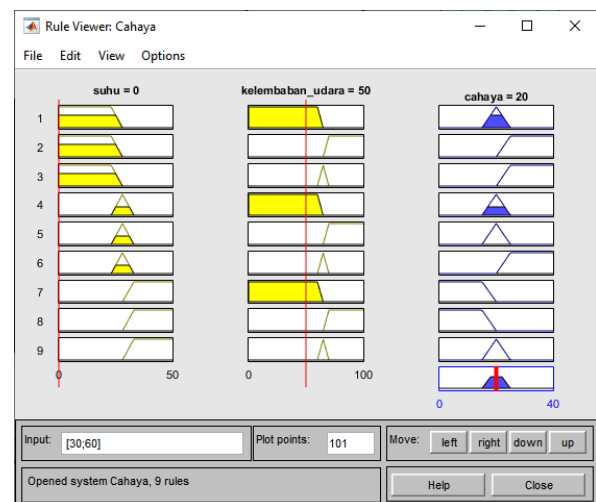 Rule Viewer: Cahaya
File Edit View Options
suhu = 0
kelembaban_udara = 50
cahaya = 20
1
2
3
4
5
6
7
8
9
0 50
0 100
0 40
Input: [30;60]
Plot points: 101
Move: left right down up
Opened system Cahaya, 9 rules
Help Close